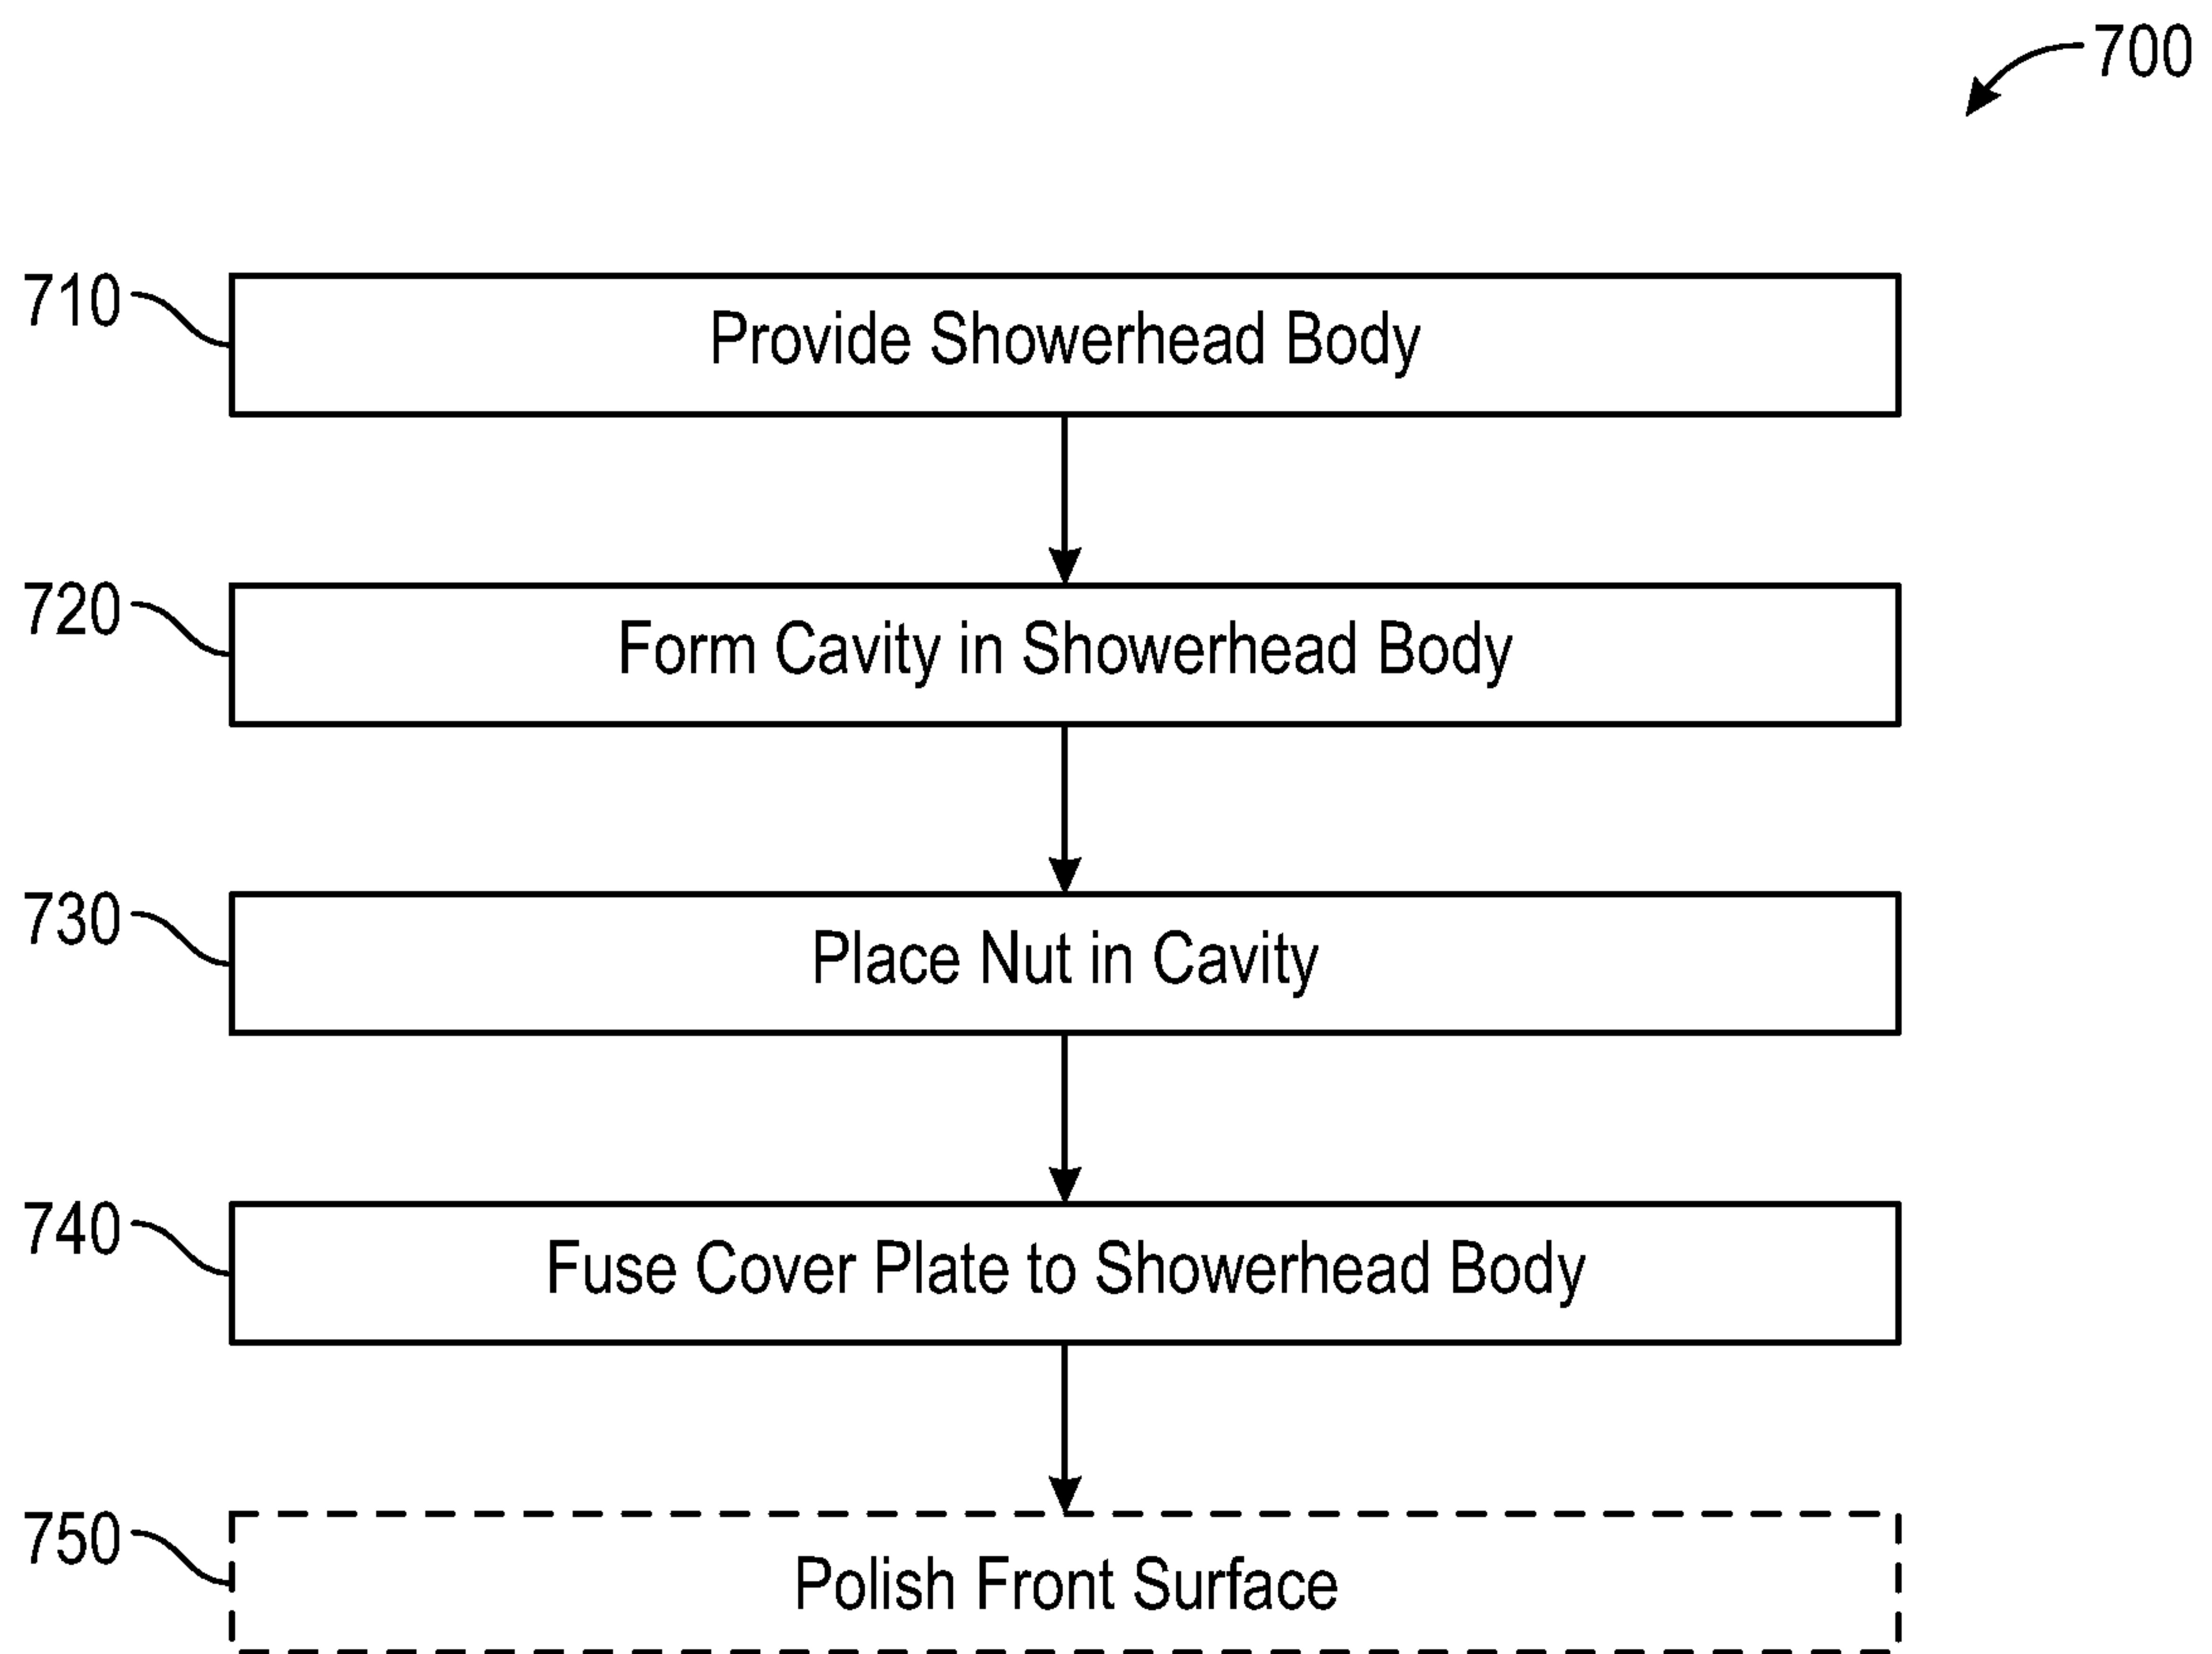 700
710
Provide Showerhead Body
720
Form Cavity in Showerhead Body
730
Place Nut in Cavity
740
Fuse Cover Plate to Showerhead Body
750
Polish Front Surface